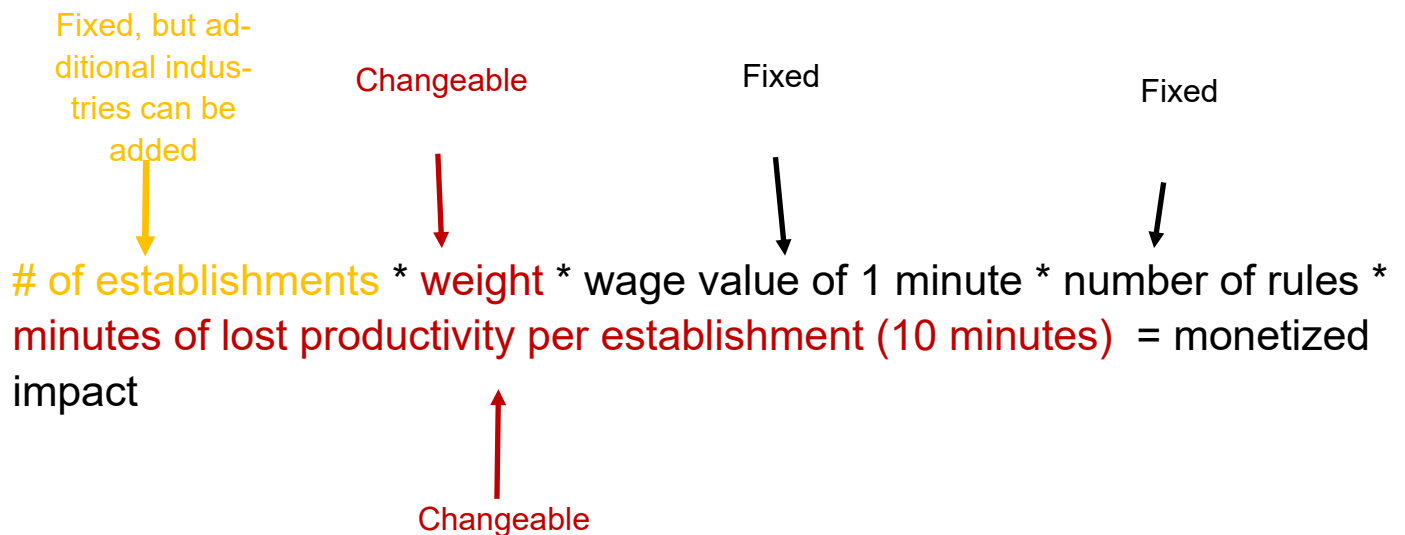 Fixed, but ad-
ditional indus-
tries can be
added
Changeable
Fixed
Fixed
# of establishments * weight * wage value of 1 minute * number of rules *
minutes of lost productivity per establishment (10 minutes) = monetized
impact
Changeable